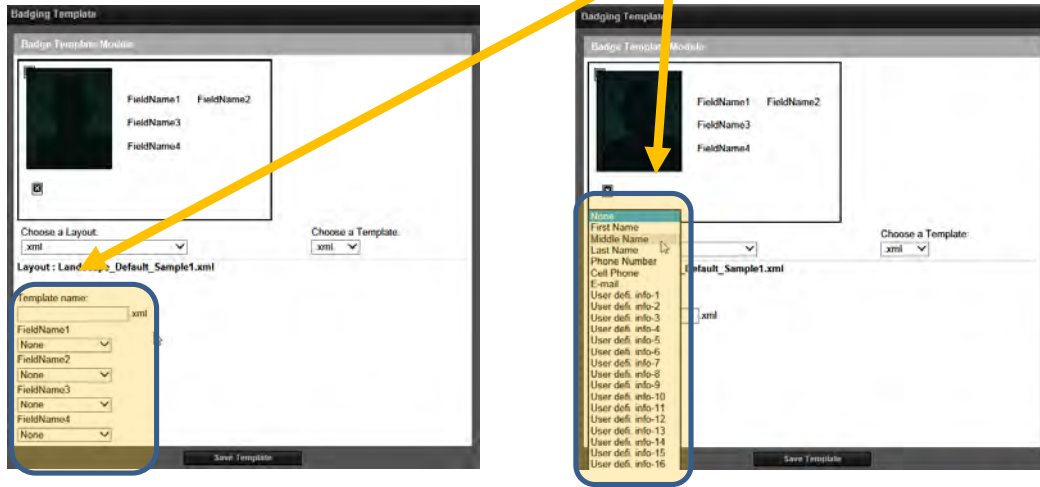 Badging Template
Badge Template Module
FieldName1 FieldName2
FieldName3
FieldName4
Choose a Layout:
.xml
Choose a Template:
.xml
Layout : Landscape_Default_Sample1.xml
Template name:
.xml
FieldName1
None
FieldName2
None
FieldName3
None
FieldName4
None
Save Template
Badging Template
Badge Template Module
FieldName1 FieldName2
FieldName3
FieldName4
None
First Name
Middle Name
Last Name
Phone Number
Cell Phone
E-mail
User defi. info-1
User defi. info-2
User defi. info-3
User defi. info-4
User defi. info-5
User defi. info-6
User defi. info-7
User defi. info-8
User defi. info-9
User defi. info-10
User defi. info-11
User defi. info-12
User defi. info-13
User defi. info-14
User defi. info-15
User defi. info-16
Choose a Template:
.xml
_Default_Sample1.xml
.xml
Save Template